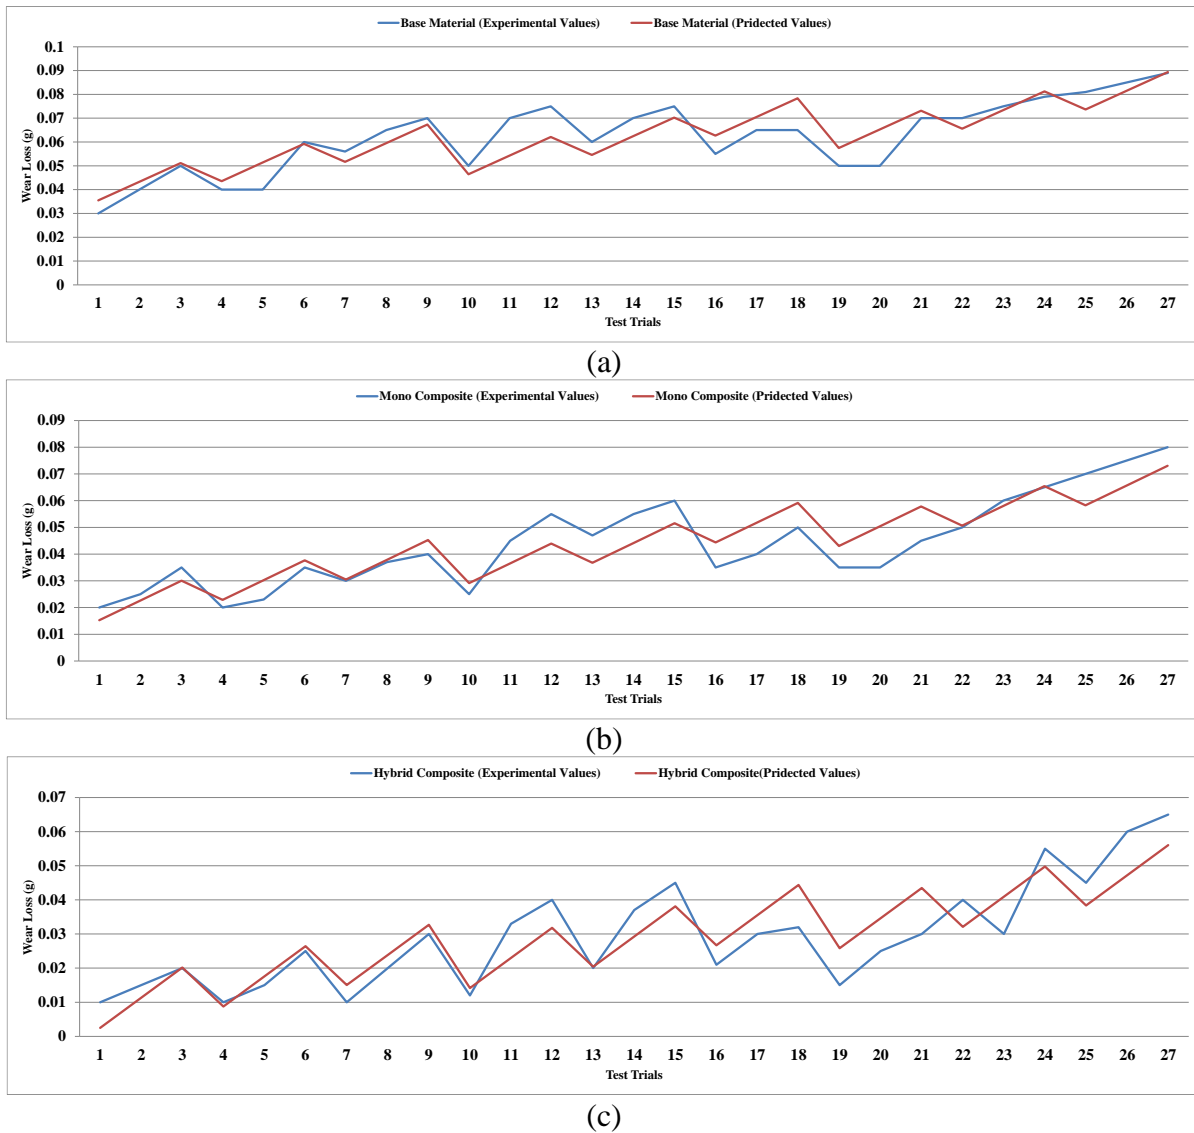 Base Material (Experimental Values) Base Material (Pridected Values)
0.1
0.09
0.08
0.07
0.06
0.05
0.04
0.03
0.02
0.01
0
Wear Loss (g)
1 2 3 4 5 6 7 8 9 10 11 12 13 14 15 16 17 18 19 20 21 22 23 24 25 26 27
Test Trials
(a)
Mono Composite (Experimental Values) Mono Composite (Pridected Values)
0.09
0.08
0.07
0.06
0.05
0.04
0.03
0.02
0.01
0
Wear Loss (g)
1 2 3 4 5 6 7 8 9 10 11 12 13 14 15 16 17 18 19 20 21 22 23 24 25 26 27
Test Trials
(b)
Hybrid Composite (Experimental Values) Hybrid Composite(Pridected Values)
0.07
0.06
0.05
0.04
0.03
0.02
0.01
0
Wear Loss (g)
1 2 3 4 5 6 7 8 9 10 11 12 13 14 15 16 17 18 19 20 21 22 23 24 25 26 27
Test Trials
(c)